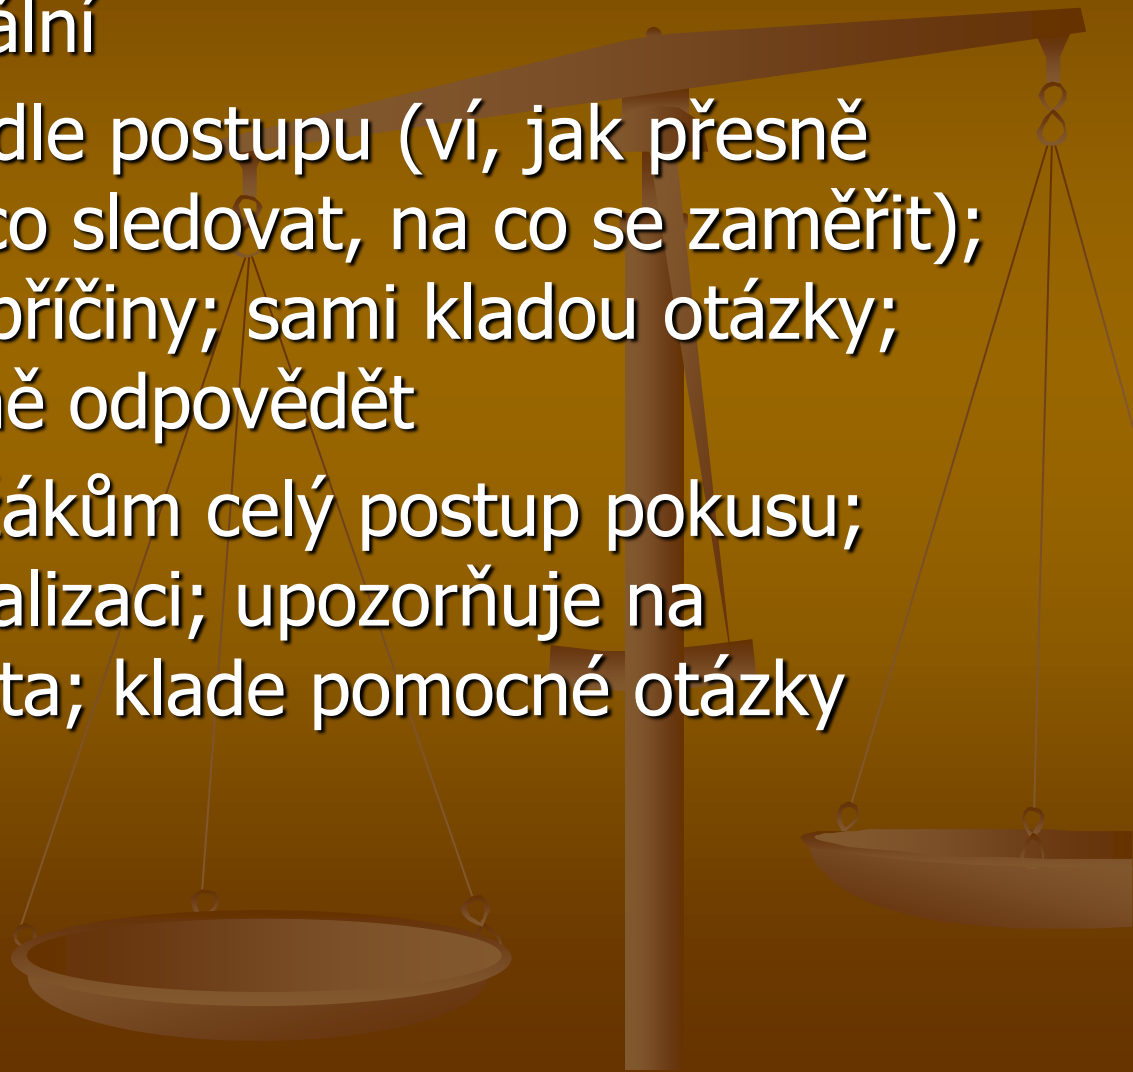 ální
dle postupu (ví, jak přesně
co sledovat, na co se zaměřit);
příčiny; sami kladou otázky;
ně odpovědět
žákům celý postup pokusu;
alizaci; upozorňuje na
ta; klade pomocné otázky